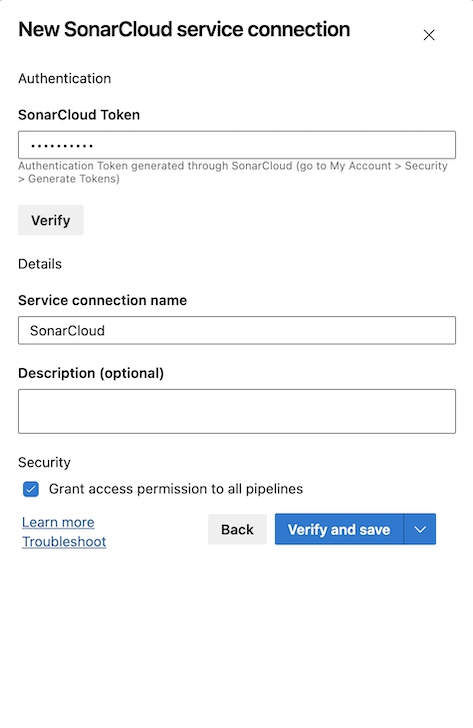 New SonarCloud service connection
Authentication
SonarCloud Token
••••••••••
Authentication Token generated through SonarCloud (go to My Account > Security
> Generate Tokens)
Verify
Details
Service connection name
SonarCloud
Description (optional)
Security
Grant access permission to all pipelines
Learn more
Troubleshoot
Back
Verify and save